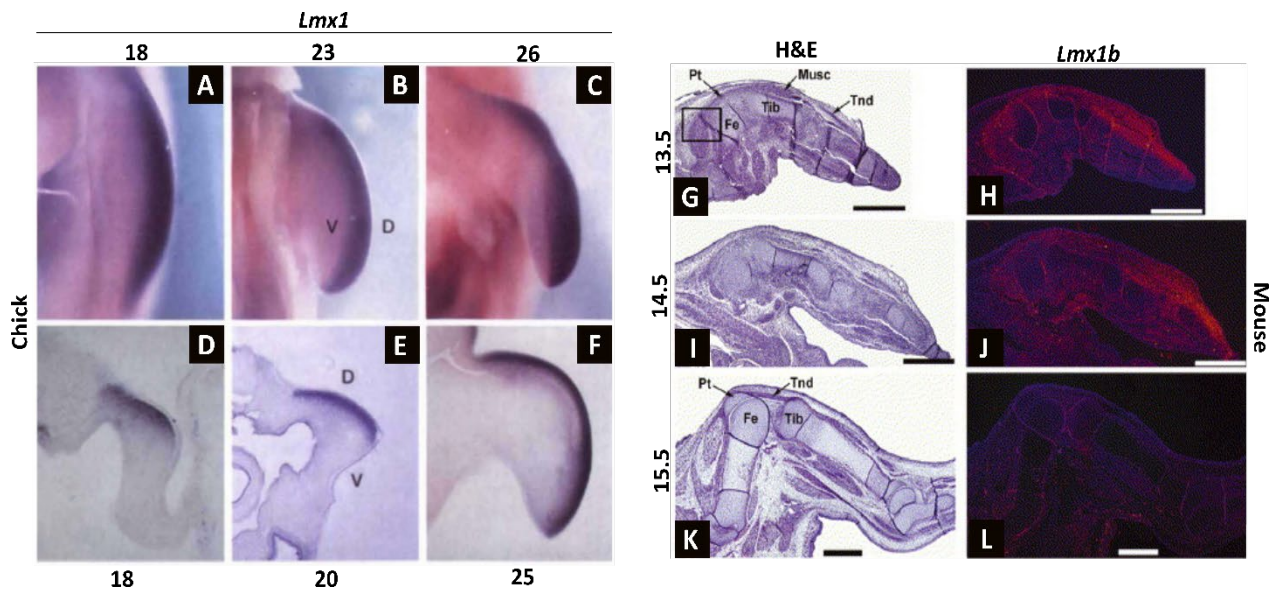 Lmx1
18 23 26
A B C
V D
Chick
D E F
D
V
18 20 25
H&E Lmx1b
13.5
Pt Musc
Tib Tnd
Fe
G H
14.5
I J
Mouse
15.5
Pt Tnd
Fe Tib
K L